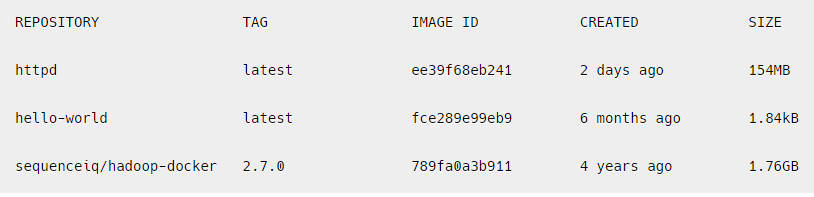 REPOSITORY TAG IMAGE ID CREATED SIZE
httpd latest ee39f68eb241 2 days ago 154MB
hello-world latest fce289e99eb9 6 months ago 1.84kB
sequenceiq/hadoop-docker 2.7.0 789fa0a3b911 4 years ago 1.76GB